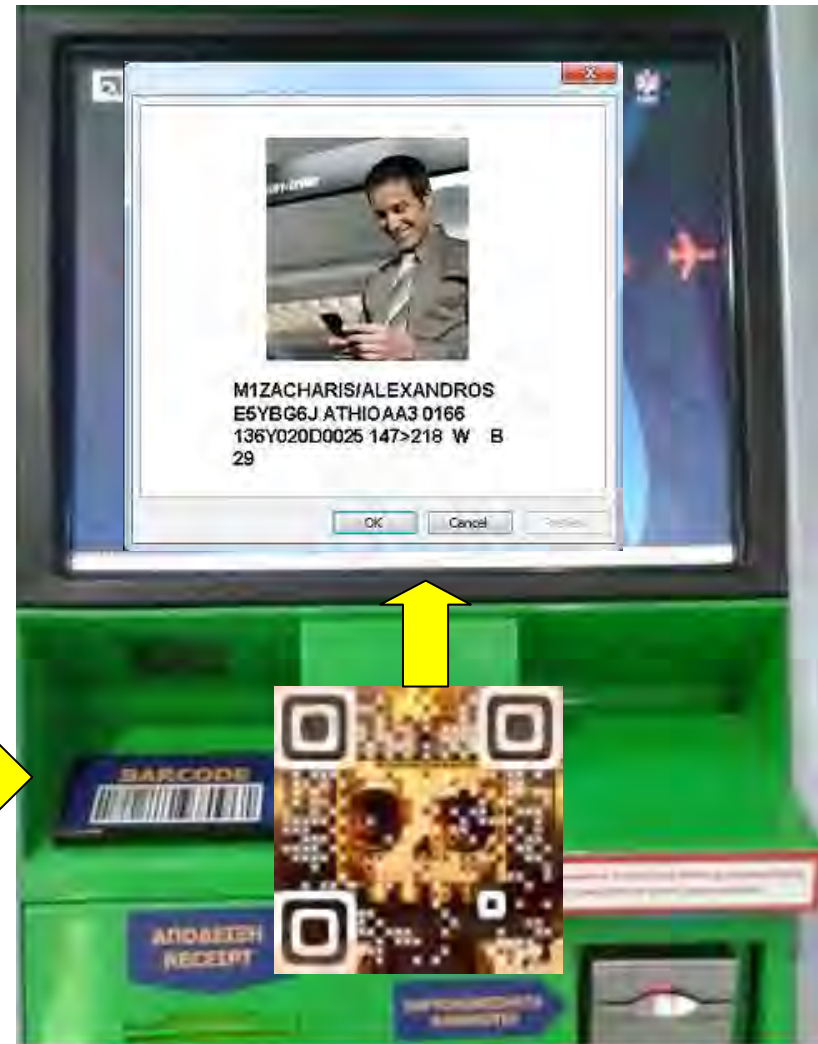 M1ZACHARIS/ALEXANDROS
E5YBG6J ATHIOAA3 0166
136Y020D0025 147>218 W B
29
OK Cancel
BARCODE
ΑΠΟΔΕΙΞΗ
RECEIPT